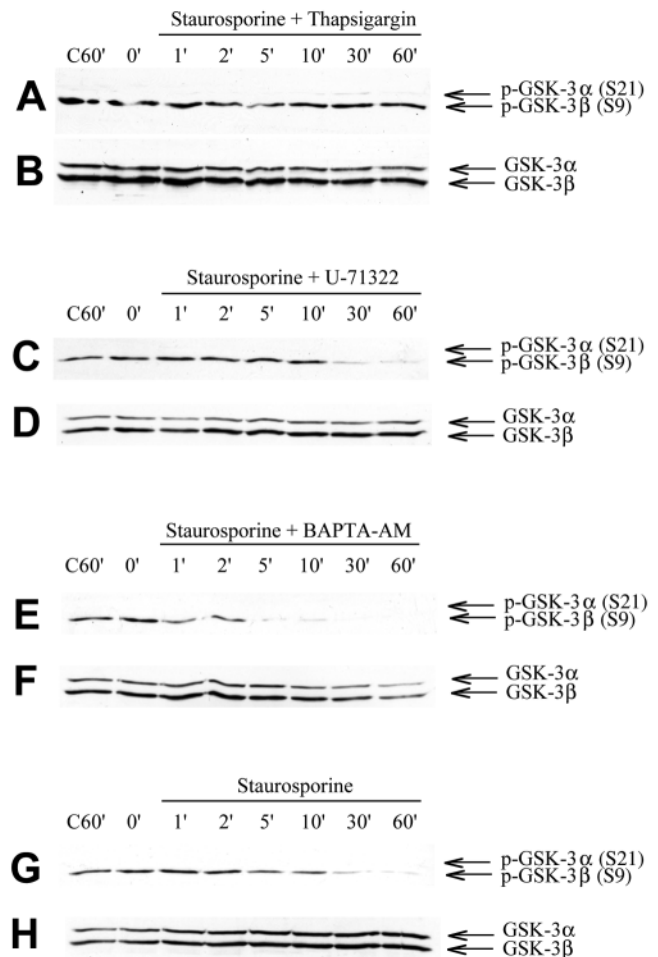 Staurosporine + Thapsigargin
C60' 0' 1' 2' 5' 10' 30' 60'
A
p-GSK-3α (S21)
p-GSK-3β (S9)
B
GSK-3α
GSK-3β
Staurosporine + U-71322
C60' 0' 1' 2' 5' 10' 30' 60'
C
p-GSK-3α (S21)
p-GSK-3β (S9)
D
GSK-3α
GSK-3β
Staurosporine + BAPTA-AM
C60' 0' 1' 2' 5' 10' 30' 60'
E
p-GSK-3α (S21)
p-GSK-3β (S9)
F
GSK-3α
GSK-3β
Staurosporine
C60' 0' 1' 2' 5' 10' 30' 60'
G
p-GSK-3α (S21)
p-GSK-3β (S9)
H
GSK-3α
GSK-3β